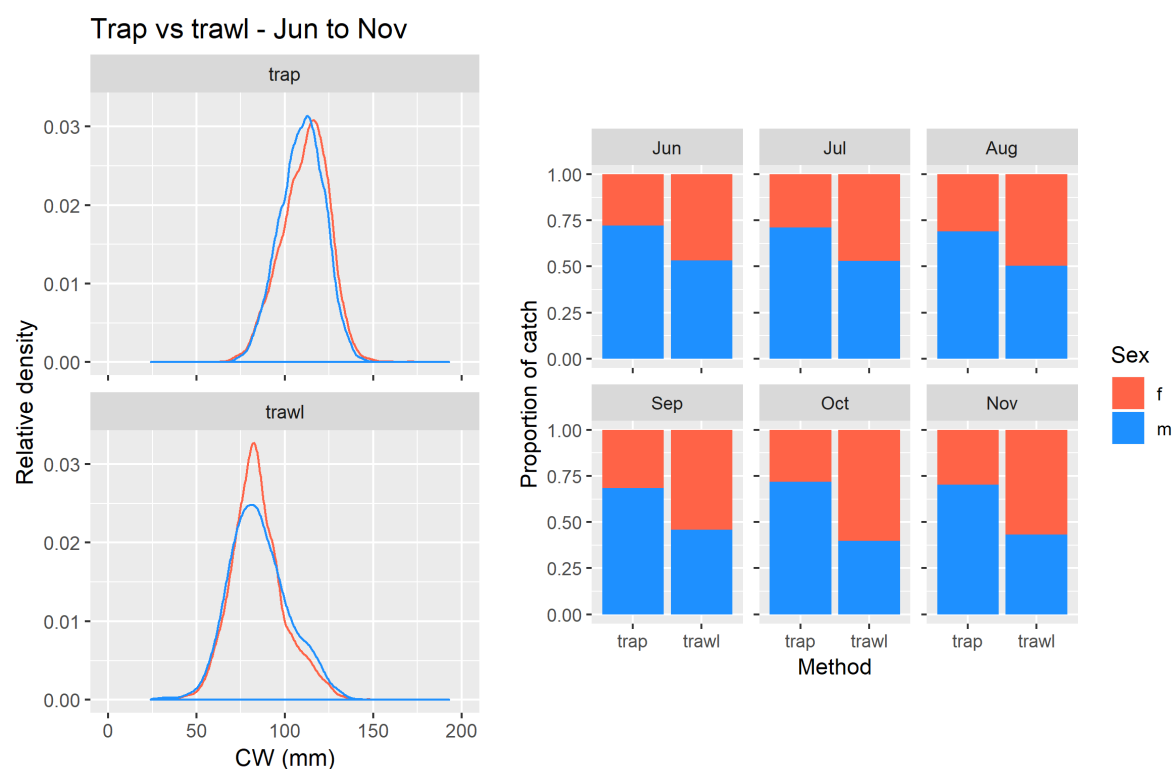 Trap vs trawl - Jun to Nov
trap
0.03
0.02
0.01
0.00
trawl
0.03
0.02
0.01
0.00
0 50 100 150 200
CW (mm)
Relative density
Jun Jul Aug
1.00
0.75
0.50
0.25
0.00
Sep Oct Nov
1.00
0.75
0.50
0.25
0.00
trap trawl trap trawl trap trawl
Method
Proportion of catch
Sex
f
m